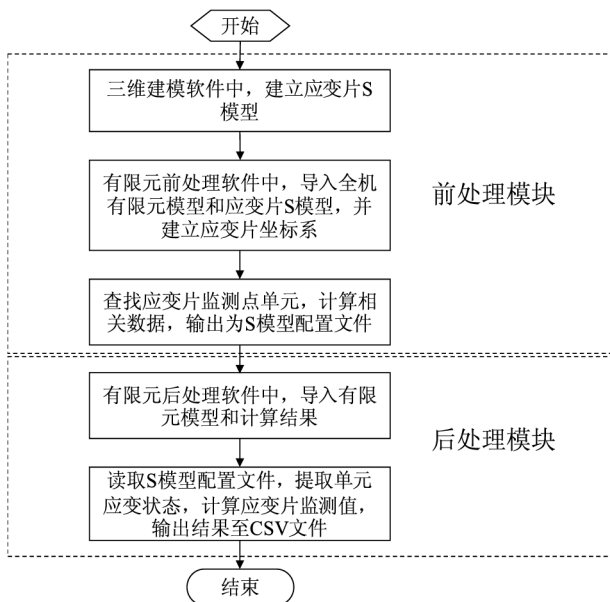 开始
三维建模软件中，建立应变片S
模型
有限元前处理软件中，导入全机
有限元模型和应变片S模型，并
建立应变片坐标系
前处理模块
查找应变片监测点单元，计算相
关数据，输出为S模型配置文件
有限元后处理软件中，导入有限
元模型和计算结果
后处理模块
读取S模型配置文件，提取单元
应变状态，计算应变片监测值，
输出结果至CSV文件
结束